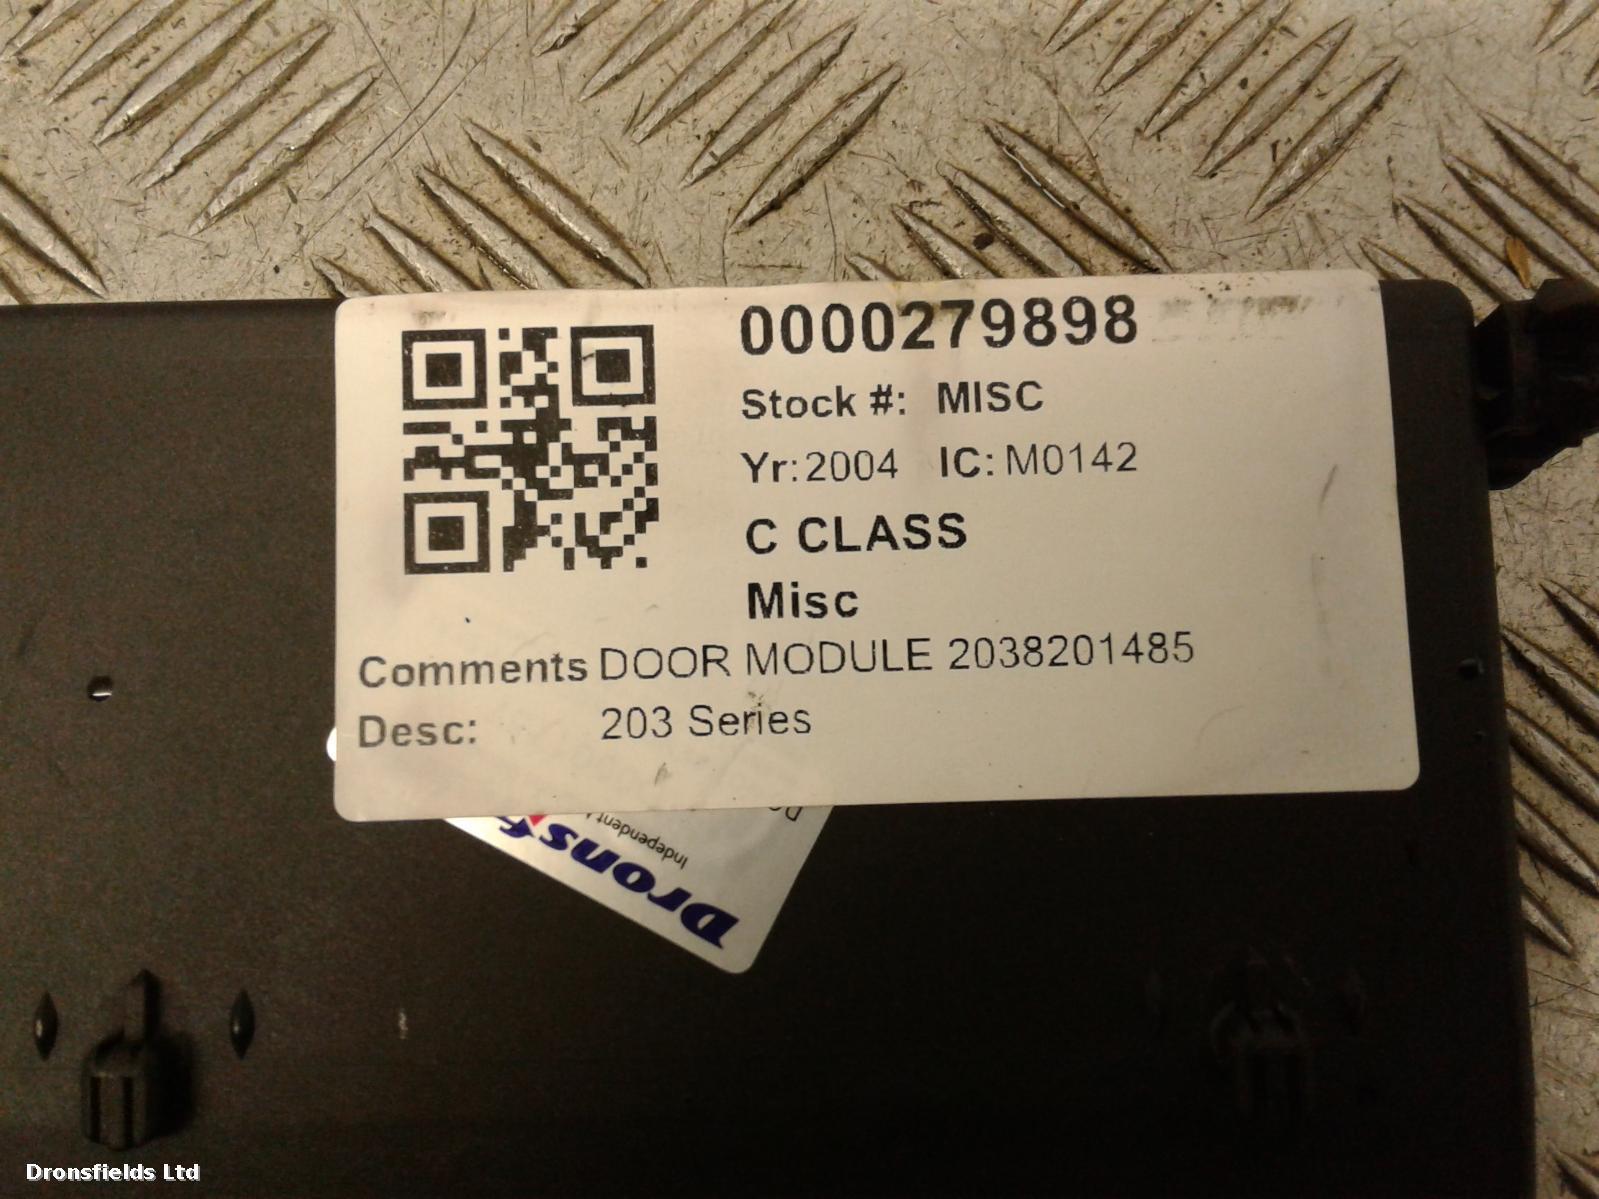 0000279898
Stock #: MISC
Yr: 2004 IC: M0142
C CLASS
Misc
Comments DOOR MODULE 2038201485
Desc: 203 Series
Independent
Dronsf
Dronsfields Ltd